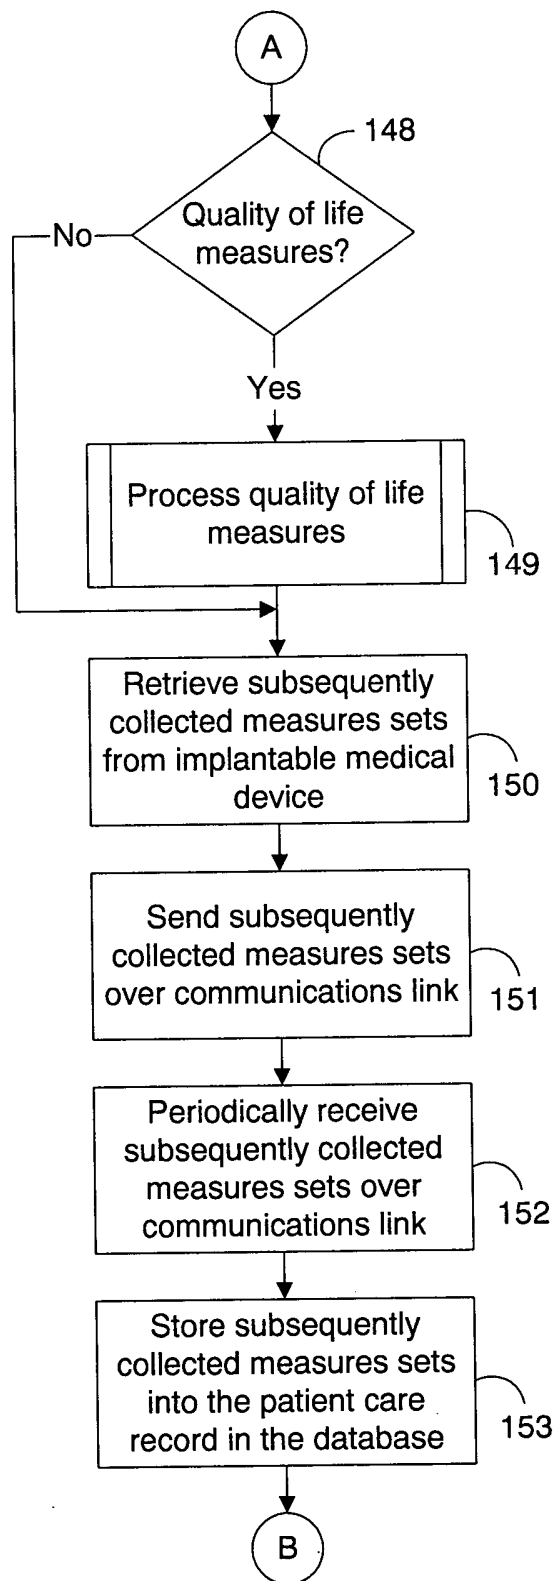 A
148
Quality of life
measures?
No
Yes
Process quality of life
measures
149
Retrieve subsequently
collected measures sets
from implantable medical
device
150
Send subsequently
collected measures sets
over communications link
151
Periodically receive
subsequently collected
measures sets over
communications link
152
Store subsequently
collected measures sets
into the patient care
record in the database
153
B